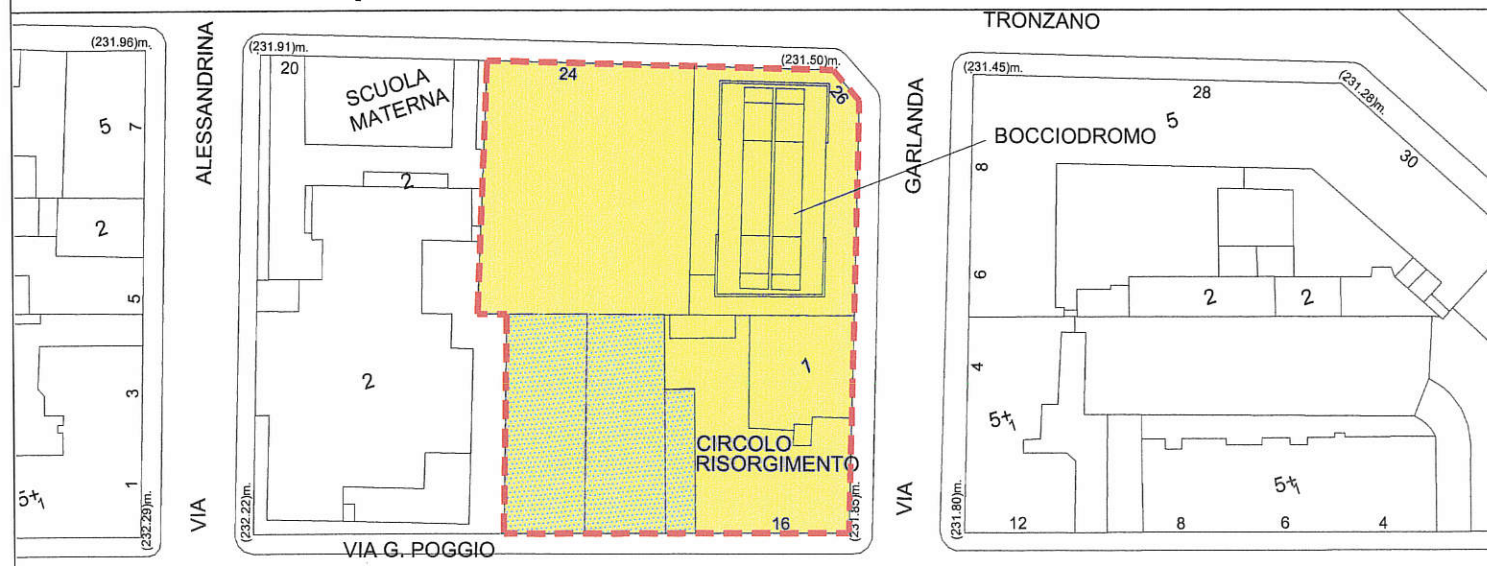 TRONZANO
(231.96)m.
(231.91)m.
(231.50)m.
(231.45)m.
(231.28)m.
20
24
26
28
30
SCUOLA
MATERNA
ALESSANDRINA
GARLANDA
BOCCIODROMO
5
7
2
5
3
1
5+1
2
2
1
5
8
6
4
2
2
5+1
5+1
CIRCOLO
RISORGIMENTO
VIA
VIA
(232.29)m.
(232.22)m.
(231.85)m.
(231.80)m.
16
12
8
6
4
VIA G. POGGIO